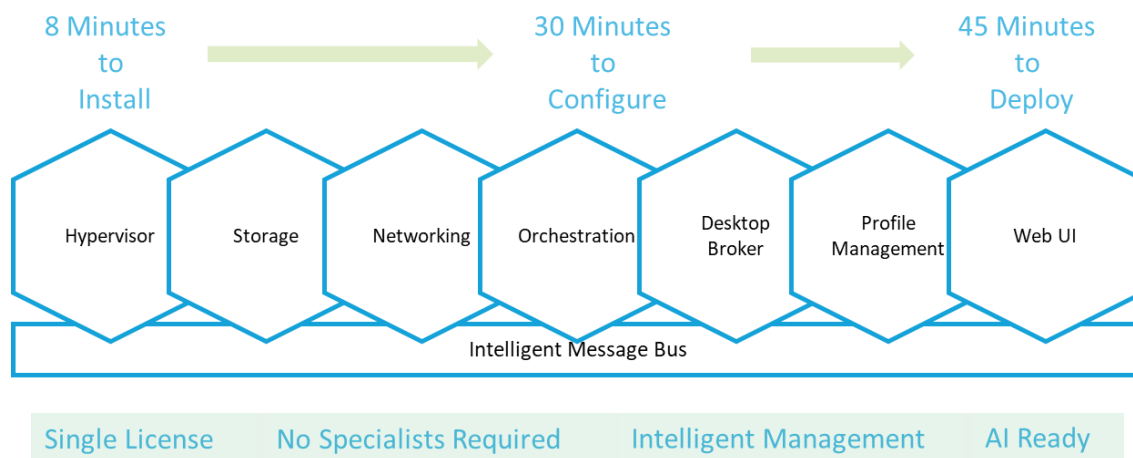 8 Minutes
to
Install
30 Minutes
to
Configure
45 Minutes
to
Deploy
Hypervisor
Storage
Networking
Orchestration
Desktop
Broker
Profile
Management
Web UI
Intelligent Message Bus
Single License
No Specialists Required
Intelligent Management
AI Ready